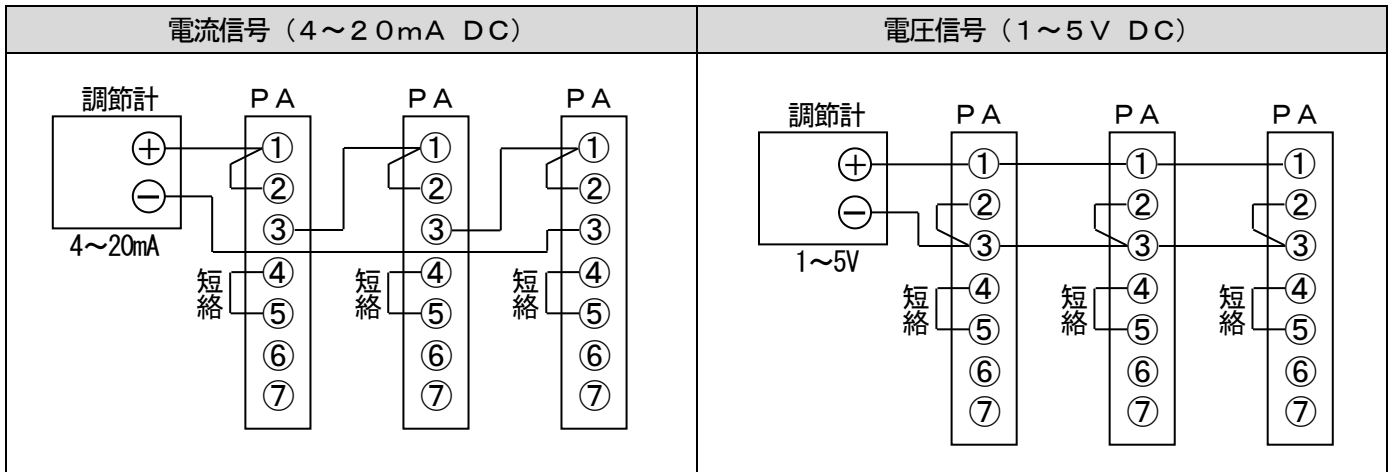 電流信号（４～２０ｍＡ ＤＣ）
調節計
ＰＡ
ＰＡ
ＰＡ
＋
－
4～20mA
①
②
③
④
⑤
⑥
⑦
短絡
①
②
③
④
⑤
⑥
⑦
短絡
①
②
③
④
⑤
⑥
⑦
短絡
電圧信号（１～５Ｖ ＤＣ）
調節計
ＰＡ
ＰＡ
ＰＡ
＋
－
1～5V
①
②
③
④
⑤
⑥
⑦
短絡
①
②
③
④
⑤
⑥
⑦
短絡
①
②
③
④
⑤
⑥
⑦
短絡